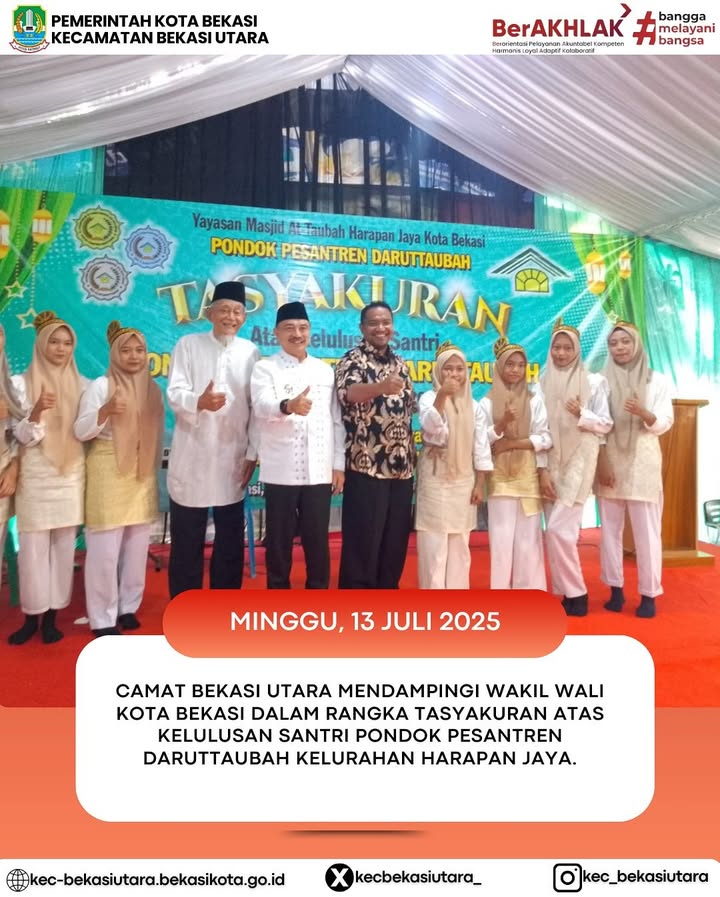 PEMERINTAH KOTA BEKASI
KECAMATAN BEKASI UTARA
BerAKHLAK
Berorientasi Pelayanan Akuntabel Kompeten
Harmonis Loyal Adaptif Kolaboratif
#bangga
melayani
bangsa
Yayasan Masjid At Taubah Harapan Jaya Kota Bekasi
PONDOK PESANTREN DARUTTAUBAH
TASYAKURAN
Santri
MINGGU, 13 JULI 2025
CAMAT BEKASI UTARA MENDAMPINGI WAKIL WALI
KOTA BEKASI DALAM RANGKA TASYAKURAN ATAS
KELULUSAN SANTRI PONDOK PESANTREN
DARUTTAUBAH KELURAHAN HARAPAN JAYA.
kec-bekasiutara.bekasikota.go.id
kecbekasiutara_
kec_bekasiutara